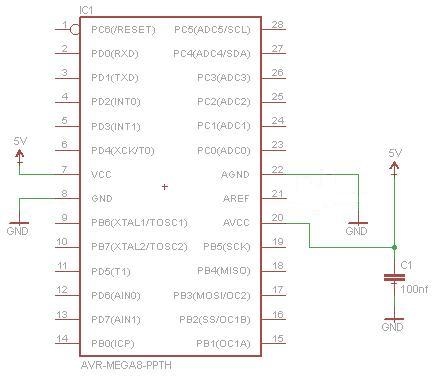 IC1
1 PC6(/RESET) PC5(ADC5/SCL) 28
2 PD0(RXD) PC4(ADC4/SDA) 27
3 PD1(TXD) PC3(ADC3) 26
4 PD2(INT0) PC2(ADC2) 25
5 PD3(INT1) PC1(ADC1) 24
6 PD4(XCK/T0) PC0(ADC0) 23
5V 5V
7 VCC AGND 22
8 GND AREF 21
9 PB6(XTAL1/TOSC1) AVCC 20
GND GND
10 PB7(XTAL2/TOSC2) PB5(SCK) 19
11 PD5(T1) PB4(MISO) 18
C1
12 PD6(AIN0) PB3(MOSI/OC2) 17
100nf
13 PD7(AIN1) PB2(SS/OC1B) 16
GND
14 PB0(ICP) PB1(OC1A) 15
AVR-MEGA8-PPTH